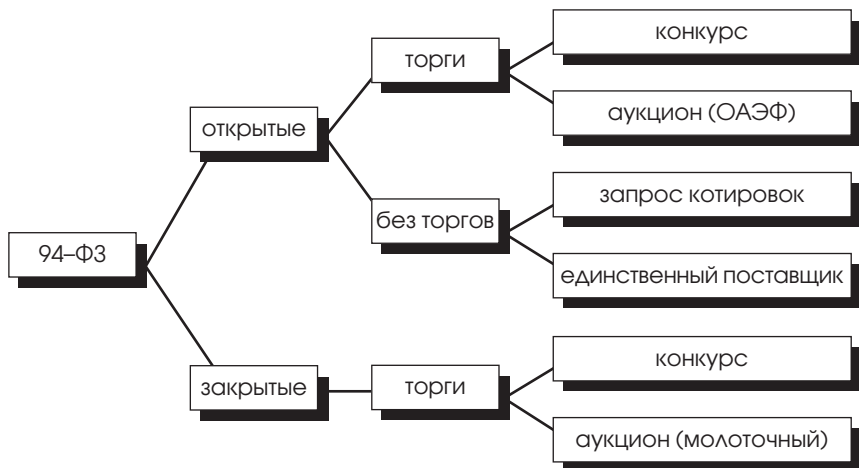 конкурс
торги
аукцион (ОАЭФ)
открытые
запрос котировок
без торгов
94–ФЗ
единственный поставщик
конкурс
закрытые
торги
аукцион (молоточный)